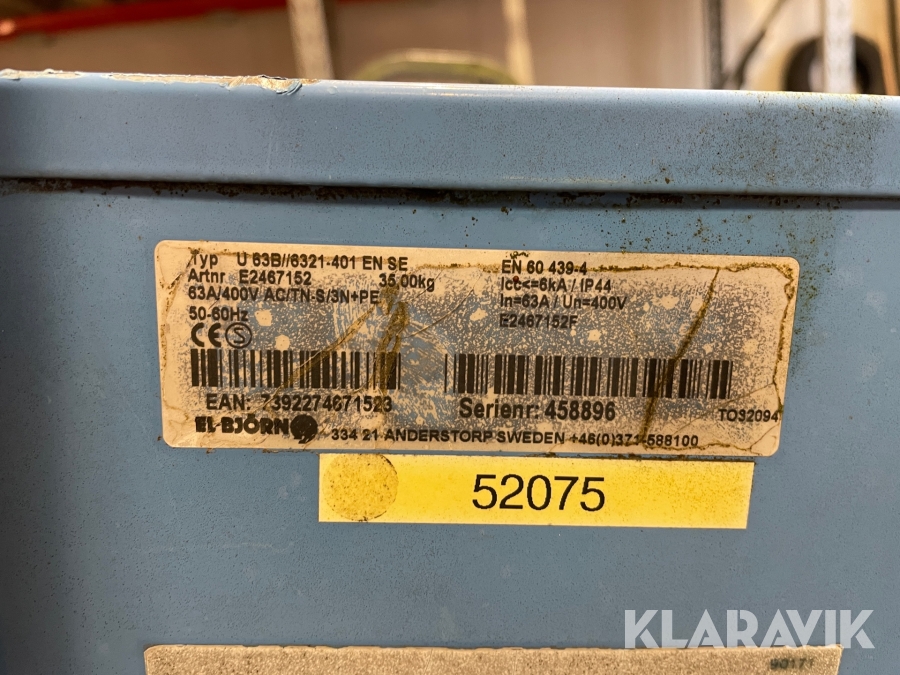 Typ U 63B//6321-401 EN SE
Artnr E2467152 35,00kg
63A/400V AC/TN-S/3N+PE
50-60Hz
CE S
EN 60 439-4
Icc<=6kA / IP44
In=63A / Un=400V
E2467152F
EAN: 7392274671523
Serienr: 458896
TO32094
EL-BJÖRN
334 21 ANDERSTORP SWEDEN +46(0)371-588100
52075
KLARAVIK
90171